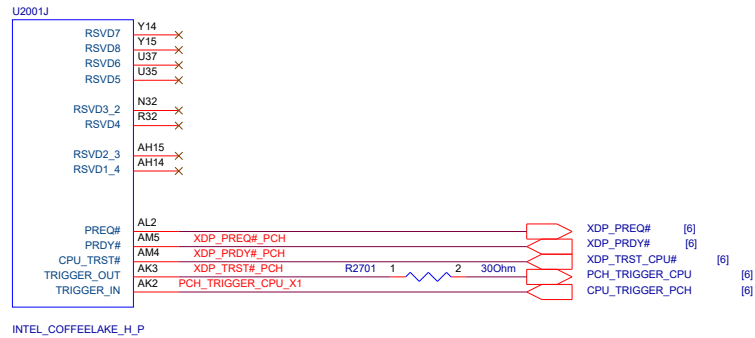 U2001J
RSVD7 Y14
RSVD8 Y15
RSVD6 U37
RSVD5 U35
RSVD3_2 N32
RSVD4 R32
RSVD2_3 AH15
RSVD1_4 AH14
PREQ# AL2 XDP_PREQ# [6]
PRDY# AM5 XDP_PREQ#_PCH XDP_PRDY# [6]
CPU_TRST# AM4 XDP_PRDY#_PCH XDP_TRST_CPU# [6]
TRIGGER_OUT AK3 XDP_TRST#_PCH R2701 1 2 30Ohm PCH_TRIGGER_CPU [6]
TRIGGER_IN AK2 PCH_TRIGGER_CPU_X1 CPU_TRIGGER_PCH [6]
INTEL_COFFEELAKE_H_P